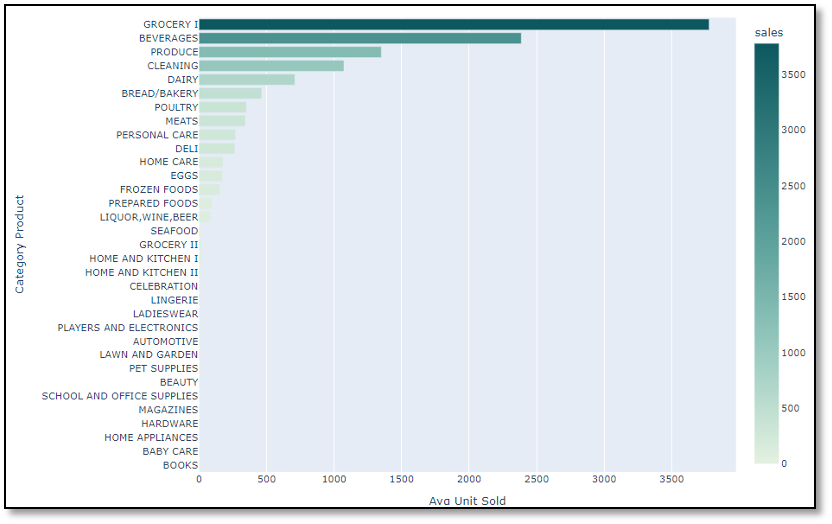 GROCERY I
BEVERAGES
PRODUCE
CLEANING
DAIRY
BREAD/BAKERY
POULTRY
MEATS
PERSONAL CARE
DELI
HOME CARE
EGGS
FROZEN FOODS
PREPARED FOODS
LIQUOR,WINE,BEER
SEAFOOD
GROCERY II
HOME AND KITCHEN I
HOME AND KITCHEN II
CELEBRATION
LINGERIE
LADIESWEAR
PLAYERS AND ELECTRONICS
AUTOMOTIVE
LAWN AND GARDEN
PET SUPPLIES
BEAUTY
SCHOOL AND OFFICE SUPPLIES
MAGAZINES
HARDWARE
HOME APPLIANCES
BABY CARE
BOOKS
Category Product
0 500 1000 1500 2000 2500 3000 3500
Avg Unit Sold
sales
3500
3000
2500
2000
1500
1000
500
0